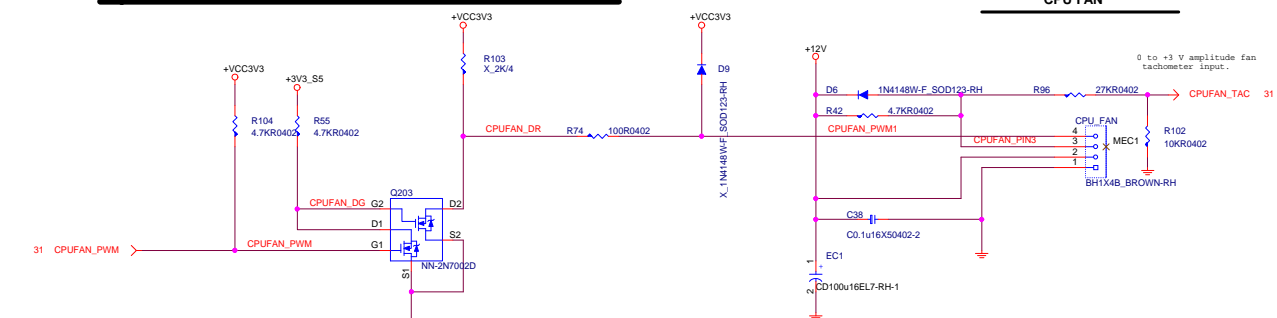 CPU FAN
+VCC3V3
+VCC3V3
+12V
0 to +3 V amplitude fan
tachometer input.
+VCC3V3
+3V3_S5
R103
X_2K/4
D9
X_1N4148W-F_SOD123-RH
D6
1N4148W-F_SOD123-RH
R96
27KR0402
CPUFAN_TAC 31
R104
4.7KR0402
R55
4.7KR0402
R42
4.7KR0402
CPUFAN_DR
R74
100R0402
CPUFAN_PWM1
CPUFAN_PIN3
CPU_FAN
4
3
2
1
MEC1
BH1X4B_BROWN-RH
R102
10KR0402
Q203
CPUFAN_DG
G2
D2
D1
S2
G1
S1
31 CPUFAN_PWM
CPUFAN_PWM
NN-2N7002D
C38
C0.1u16X50402-2
EC1
1
+
2
CD100u16EL7-RH-1